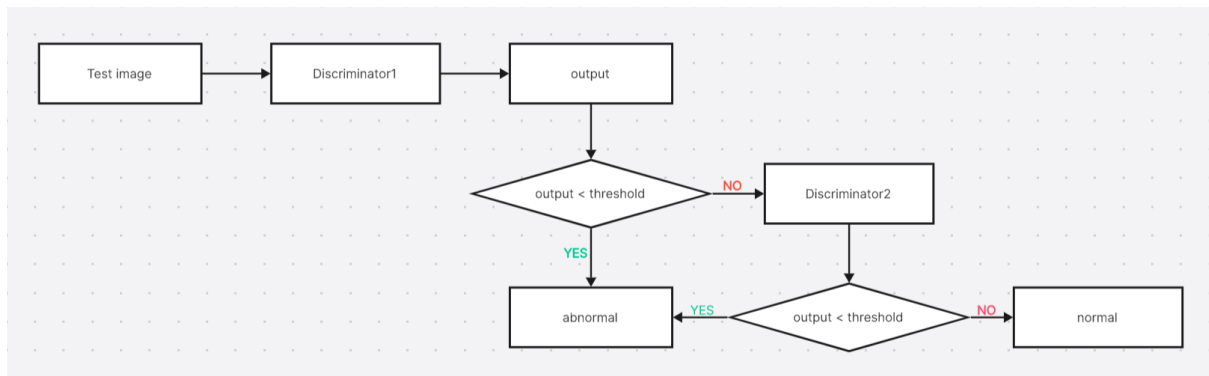 Test image
Discriminator1
output
output < threshold
NO
Discriminator2
YES
abnormal
YES
output < threshold
NO
normal